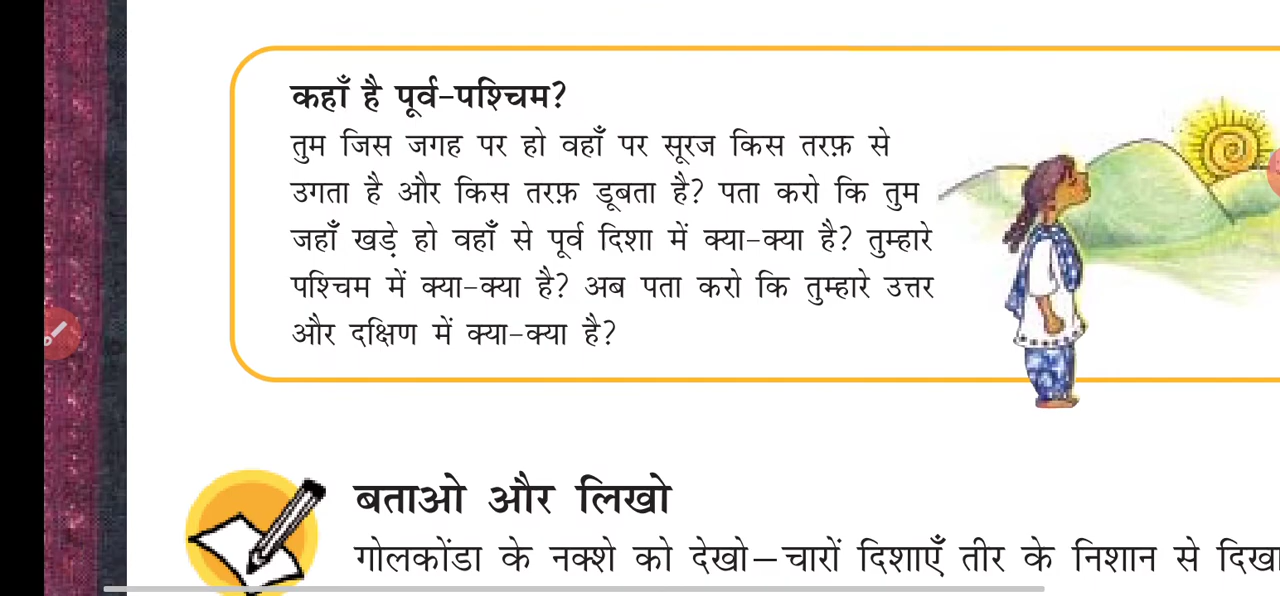 कहाँ है पूर्व-पश्चिम?
तुम जिस जगह पर हो वहाँ पर सूरज किस तरफ़ से
उगता है और किस तरफ़ डूबता है? पता करो कि तुम
जहाँ खड़े हो वहाँ से पूर्व दिशा में क्या-क्या है? तुम्हारे
पश्चिम में क्या-क्या है? अब पता करो कि तुम्हारे उत्तर
और दक्षिण में क्या-क्या है?
बताओ और लिखो
गोलकोंडा के नक्शे को देखो—चारों दिशाएँ तीर के निशान से